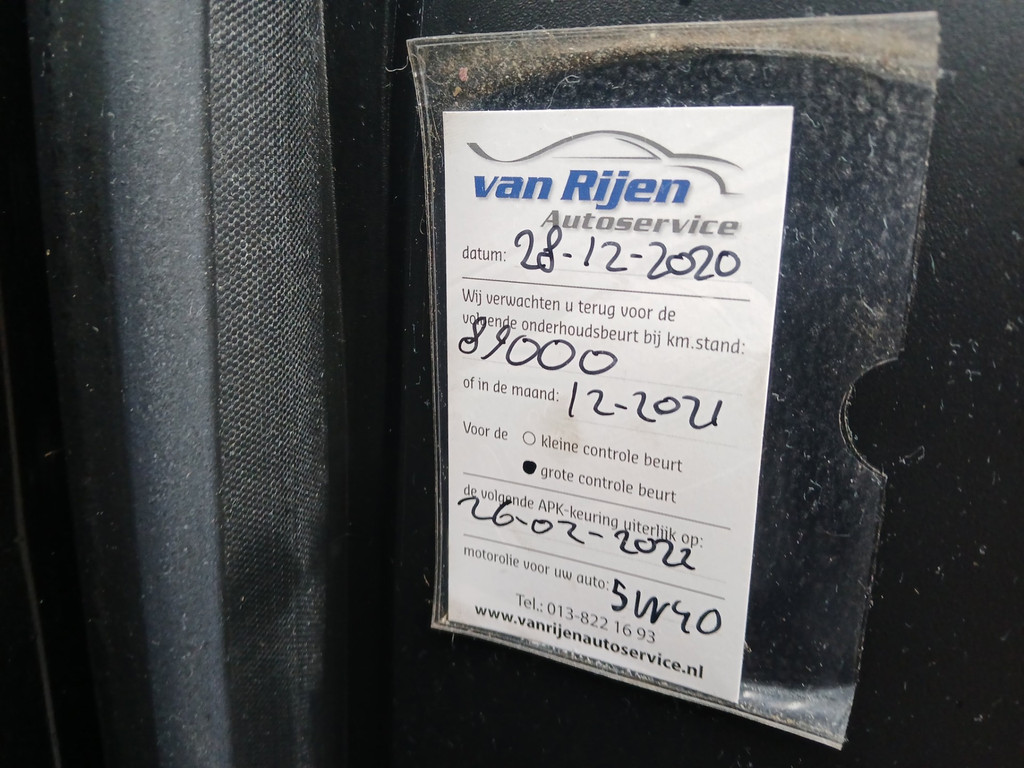 van Rijen
Autoservice
datum: 28-12-2020
Wij verwachten u terug voor de
volgende onderhoudsbeurt bij km.stand:
89000
of in de maand: 12-2021
Voor de kleine controle beurt
grote controle beurt
de volgende APK-keuring uiterlijk op:
26-02-2022
motorolie voor uw auto: 5W40
Tel.: 013-822 16 93
www.vanrijenautoservice.nl